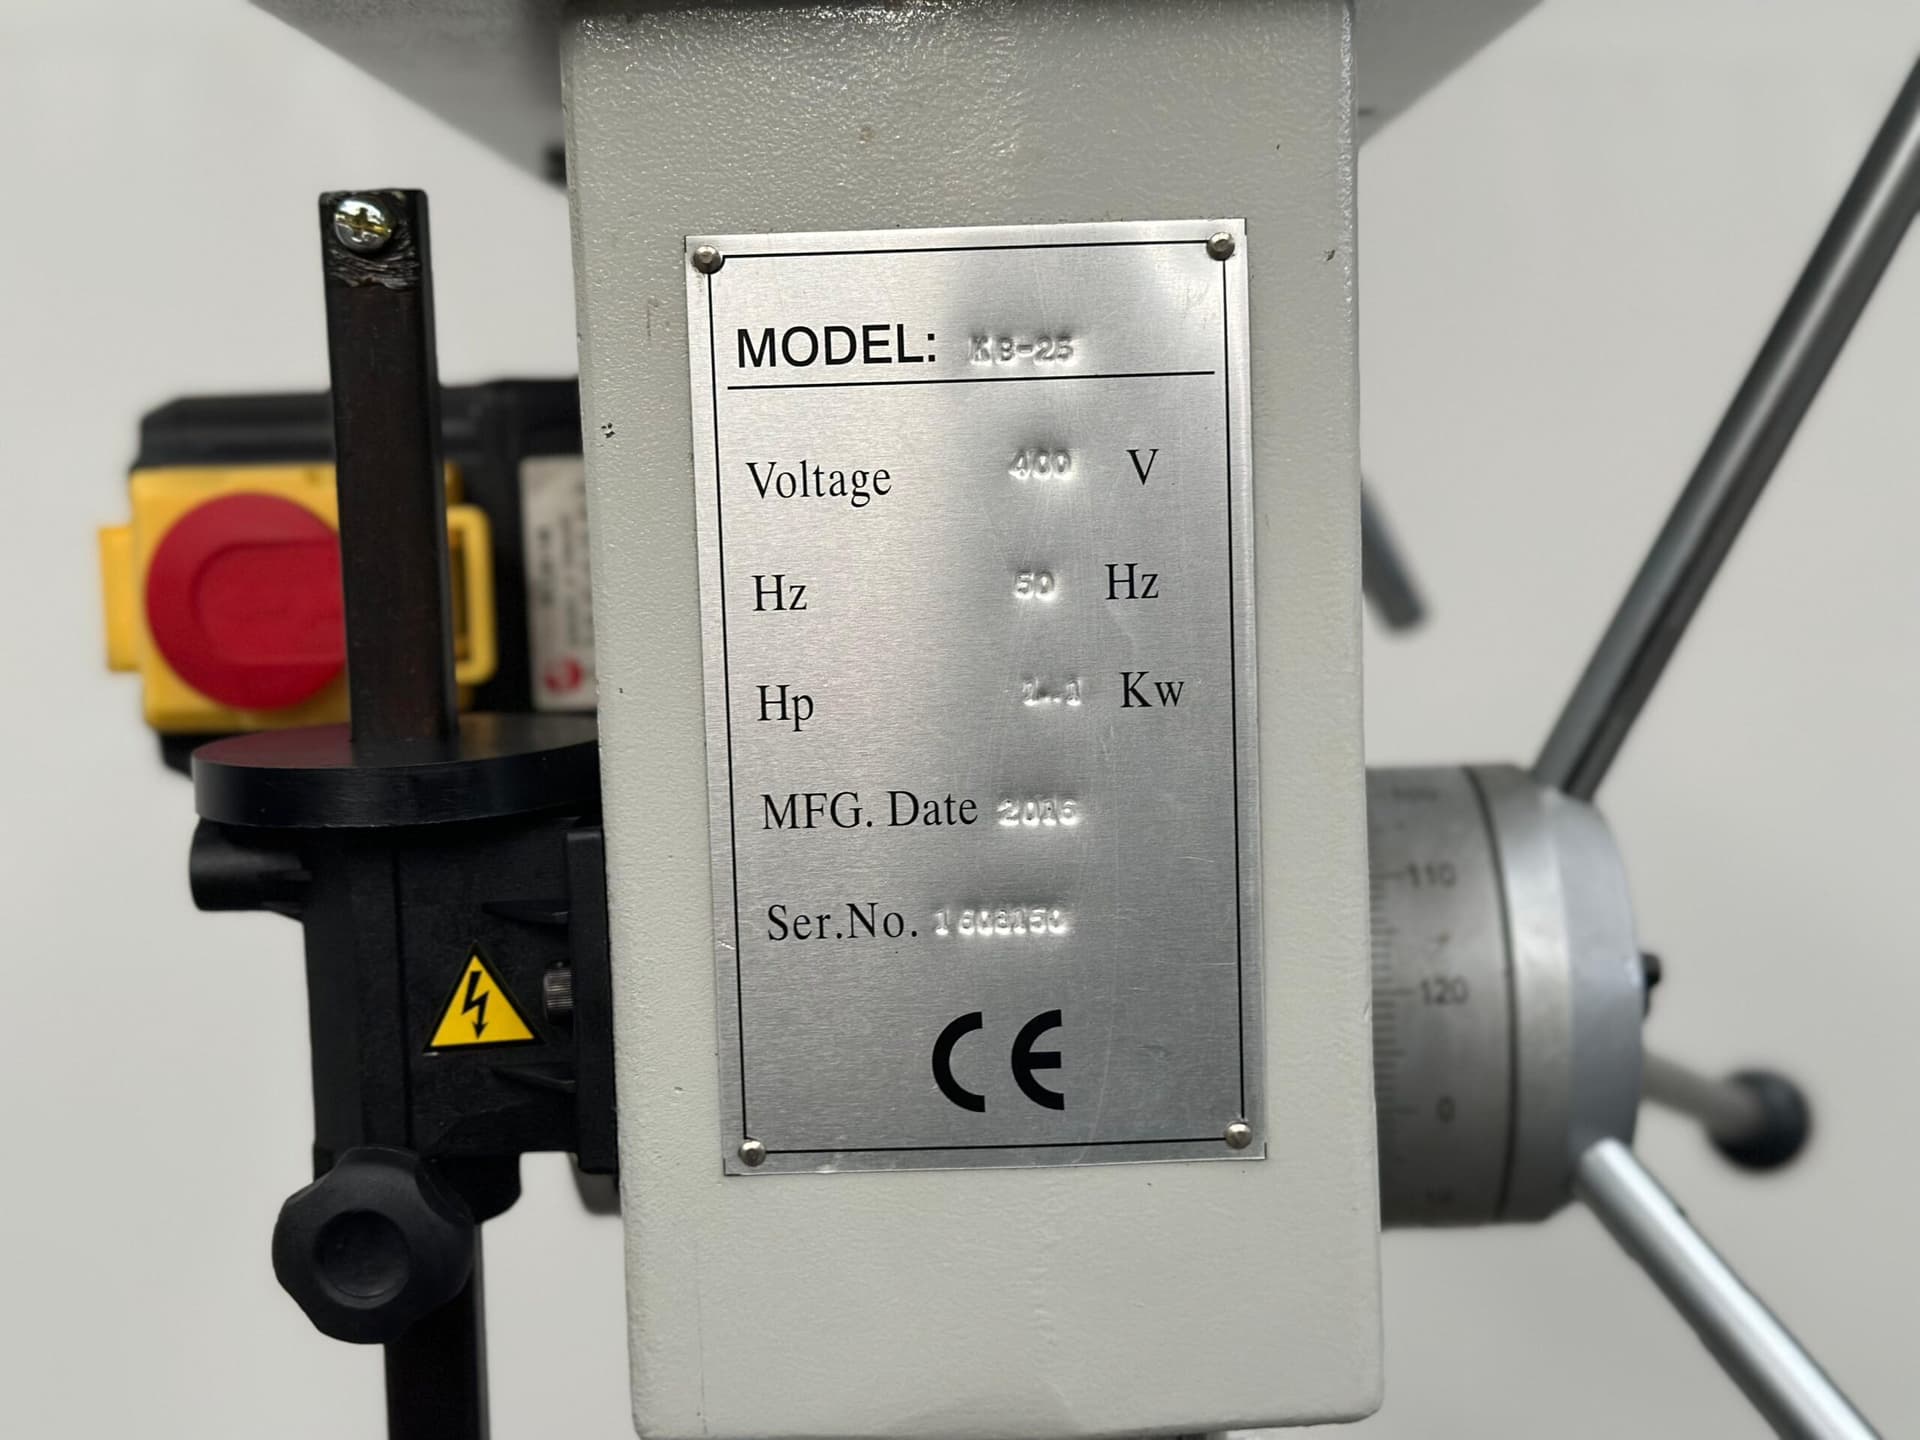 MODEL: KB-25
Voltage 400 V
Hz 50 Hz
Hp 1.1 Kw
MFG. Date 2016
Ser.No. 1608150
CE
110
120
0